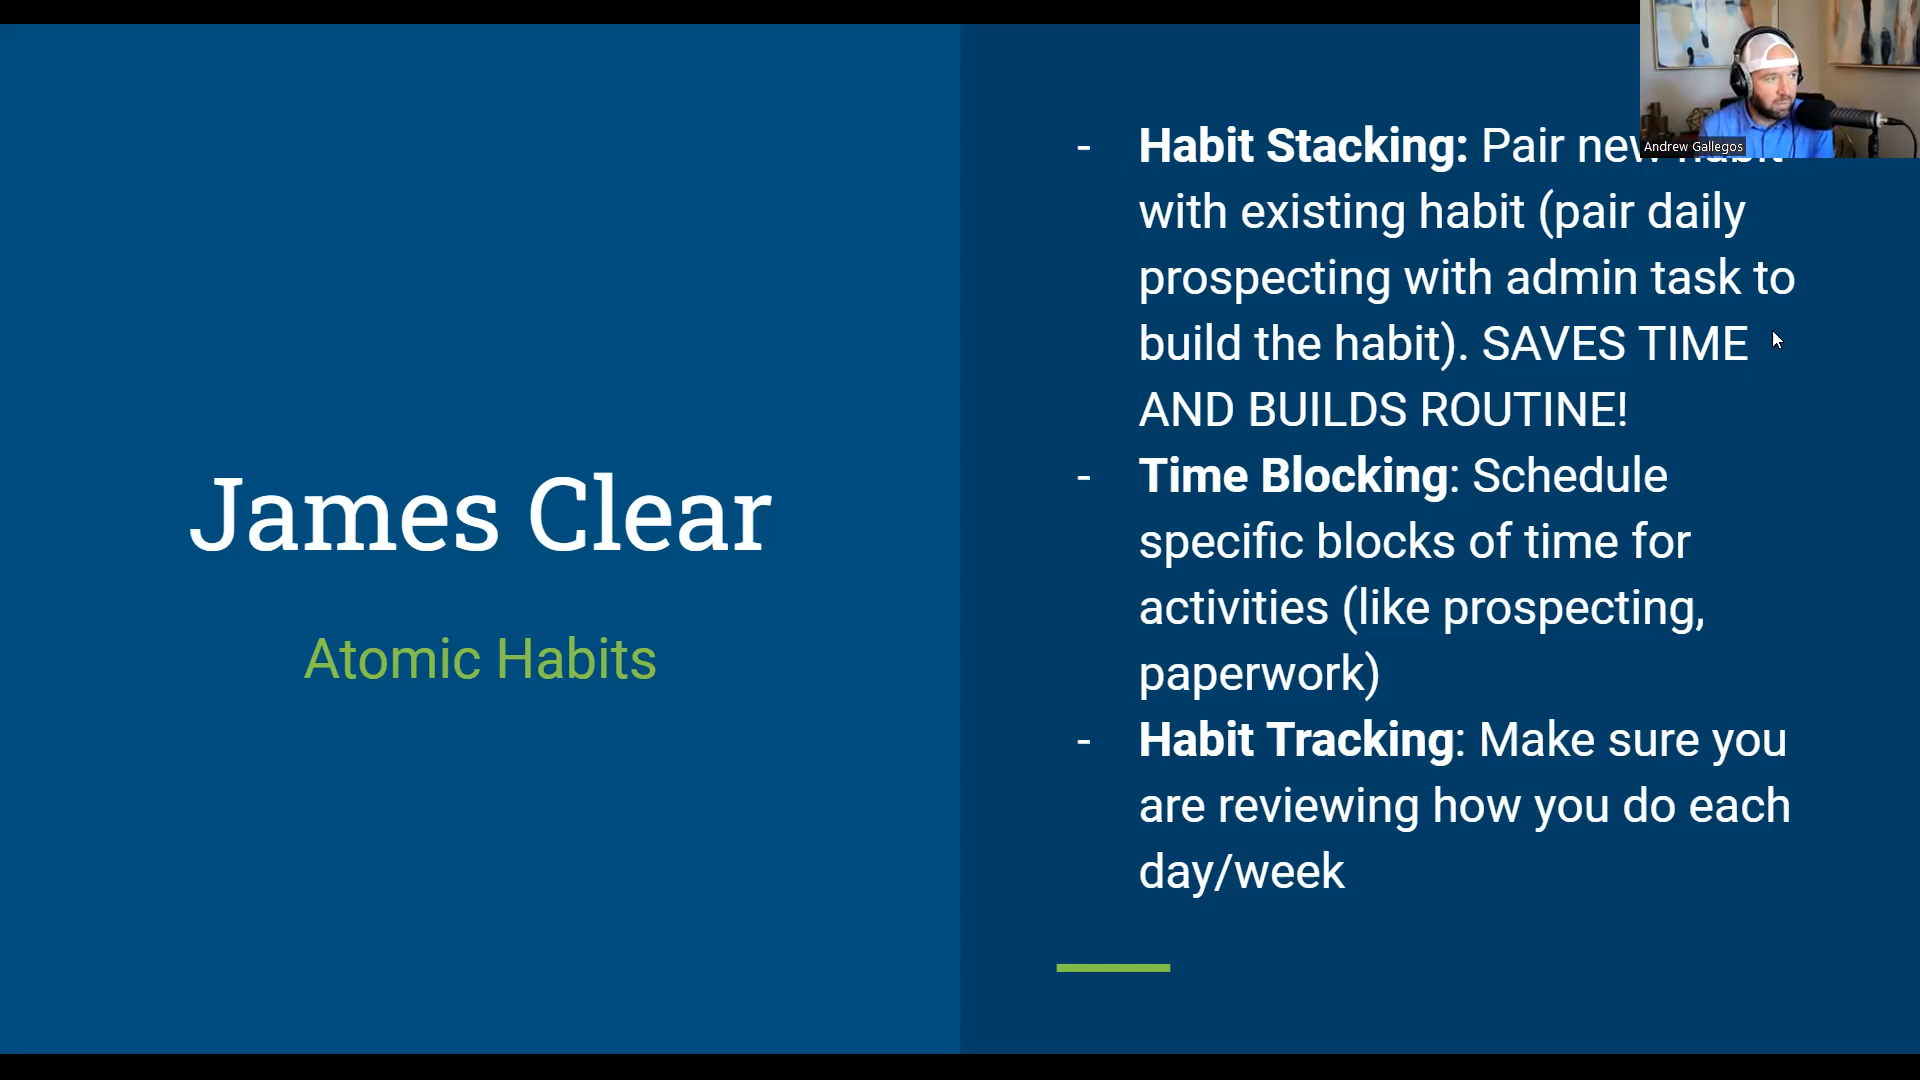 James Clear
Atomic Habits
- Habit Stacking: Pair new
with existing habit (pair daily
prospecting with admin task to
build the habit). SAVES TIME
AND BUILDS ROUTINE!
- Time Blocking: Schedule
specific blocks of time for
activities (like prospecting,
paperwork)
- Habit Tracking: Make sure you
are reviewing how you do each
day/week
Andrew Gallegos